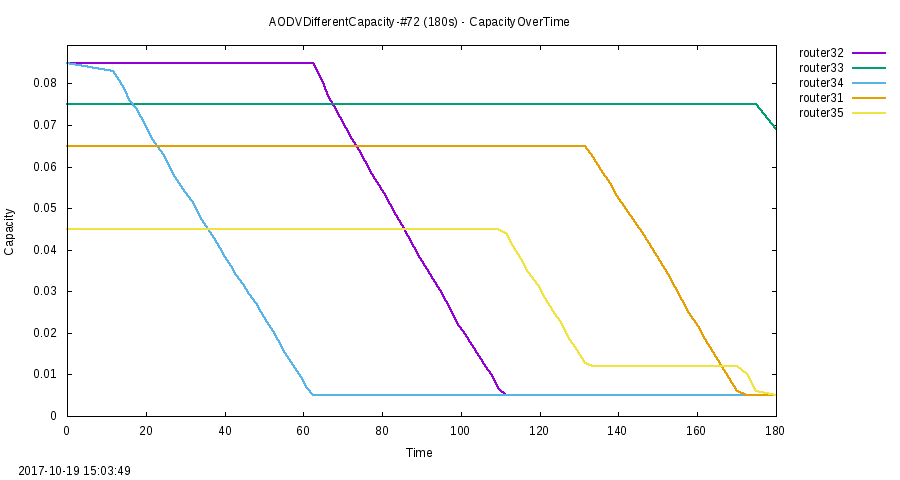 AODVDifferentCapacity-#72 (180s) - CapacityOverTime
router32
router33
router34
router31
router35
0.08
0.07
0.06
0.05
0.04
0.03
0.02
0.01
0
Capacity
0 20 40 60 80 100 120 140 160 180
Time
2017-10-19 15:03:49